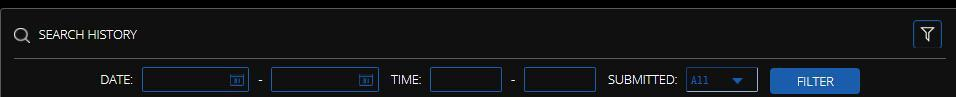 SEARCH HISTORY
DATE: - TIME: - SUBMITTED: All FILTER